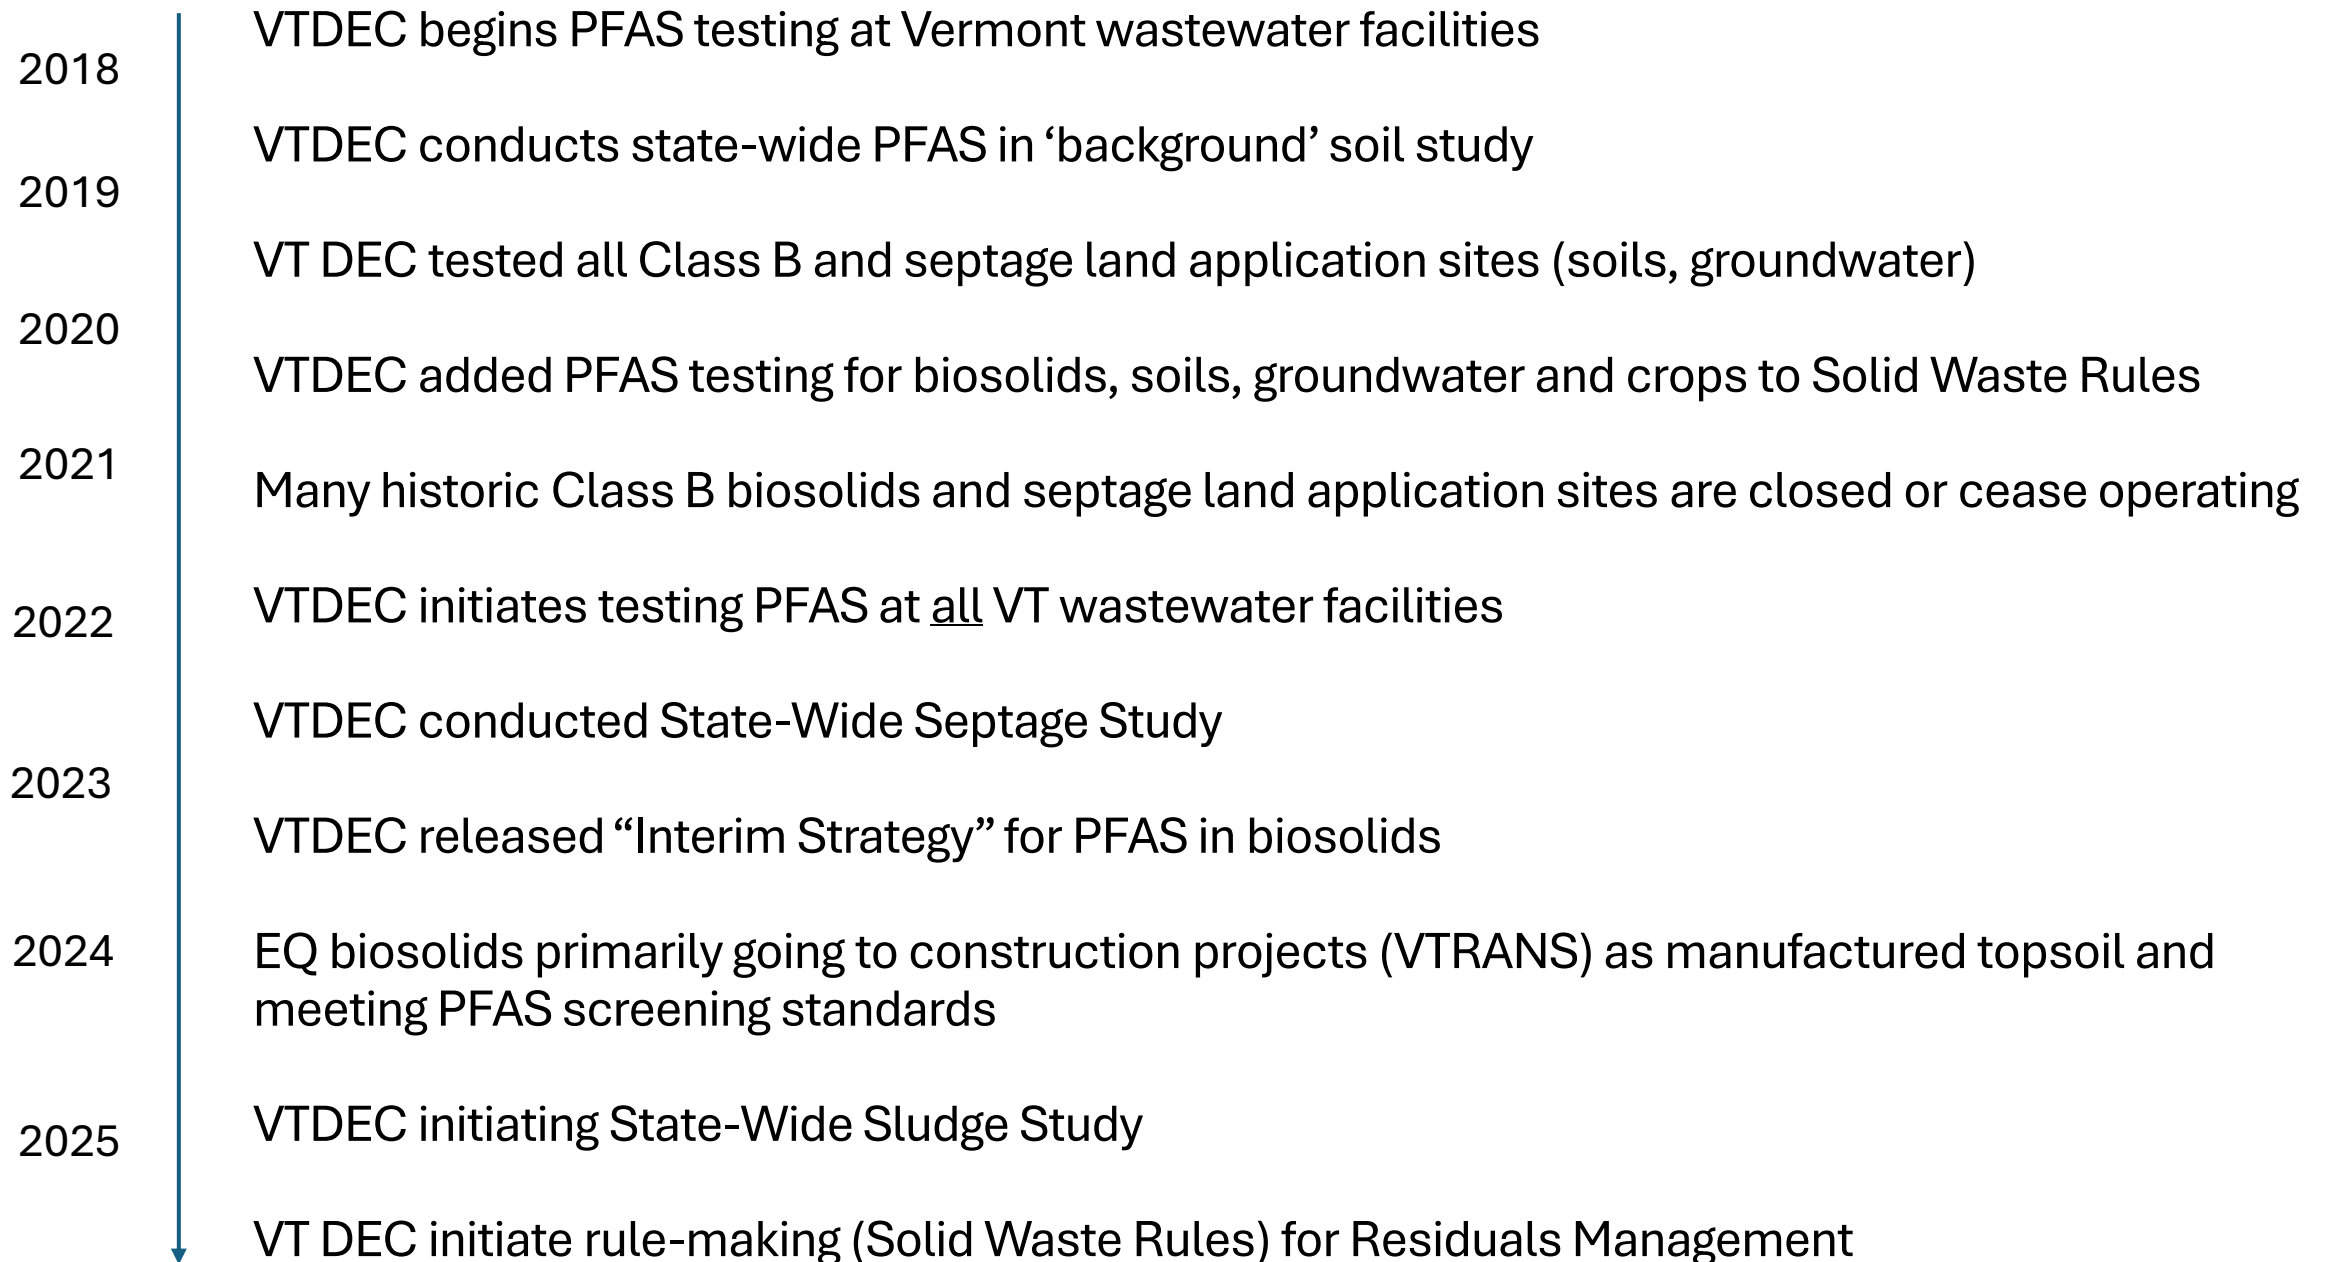 VTDEC begins PFAS testing at Vermont wastewater facilities
2018
VTDEC conducts state-wide PFAS in ‘background’ soil study
2019
VT DEC tested all Class B and septage land application sites (soils, groundwater)
2020
VTDEC added PFAS testing for biosolids, soils, groundwater and crops to Solid Waste Rules
2021
Many historic Class B biosolids and septage land application sites are closed or cease operating
2022
VTDEC initiates testing PFAS at all VT wastewater facilities
VTDEC conducted State-Wide Septage Study
2023
VTDEC released “Interim Strategy” for PFAS in biosolids
2024
EQ biosolids primarily going to construction projects (VTRANS) as manufactured topsoil and
meeting PFAS screening standards
2025
VTDEC initiating State-Wide Sludge Study
VT DEC initiate rule-making (Solid Waste Rules) for Residuals Management